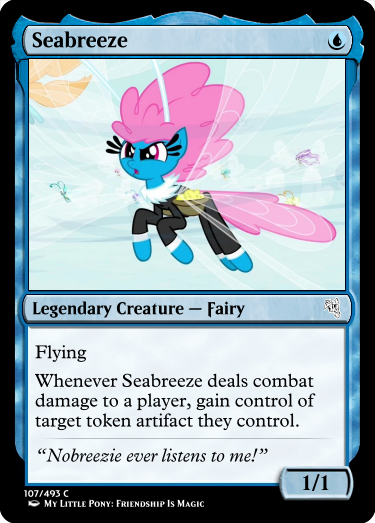 Seabreeze
Legendary Creature — Fairy
Flying
Whenever Seabreeze deals combat
damage to a player, gain control of
target token artifact they control.
“Nobreezie ever listens to me!”
1/1
107/493 C
My Little Pony: Friendship Is Magic